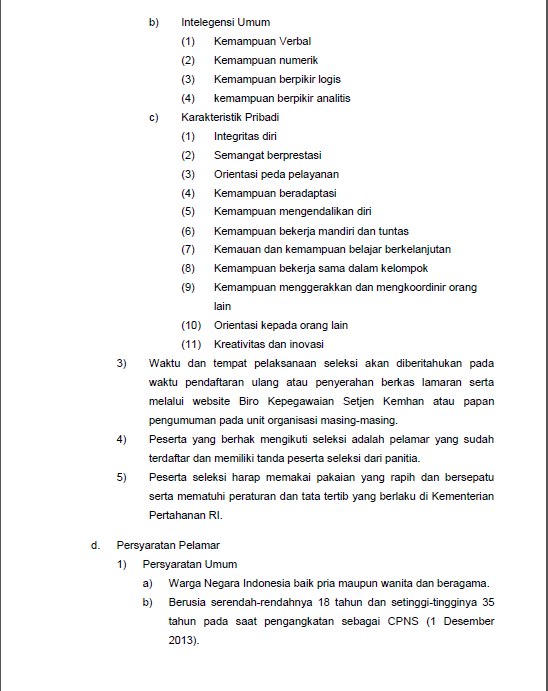 b) Intelegensi Umum
(1) Kemampuan Verbal
(2) Kemampuan numerik
(3) Kemampuan berpikir logis
(4) kemampuan berpikir analitis
c) Karakteristik Pribadi
(1) Integritas diri
(2) Semangat berprestasi
(3) Orientasi peda pelayanan
(4) Kemampuan beradaptasi
(5) Kemampuan mengendalikan diri
(6) Kemampuan bekerja mandiri dan tuntas
(7) Kemauan dan kemampuan belajar berkelanjutan
(8) Kemampuan bekerja sama dalam kelompok
(9) Kemampuan menggerakkan dan mengkoordinir orang
lain
(10) Orientasi kepada orang lain
(11) Kreativitas dan inovasi
3) Waktu dan tempat pelaksanaan seleksi akan diberitahukan pada
waktu pendaftaran ulang atau penyerahan berkas lamaran serta
melalui website Biro Kepegawaian Setjen Kemhan atau papan
pengumuman pada unit organisasi masing-masing.
4) Peserta yang berhak mengikuti seleksi adalah pelamar yang sudah
terdaftar dan memiliki tanda peserta seleksi dari panitia.
5) Peserta seleksi harap memakai pakaian yang rapih dan bersepatu
serta mematuhi peraturan dan tata tertib yang berlaku di Kementerian
Pertahanan RI.
d. Persyaratan Pelamar
1) Persyaratan Umum
a) Warga Negara Indonesia baik pria maupun wanita dan beragama.
b) Berusia serendah-rendahnya 18 tahun dan setinggi-tingginya 35
tahun pada saat pengangkatan sebagai CPNS (1 Desember
2013).